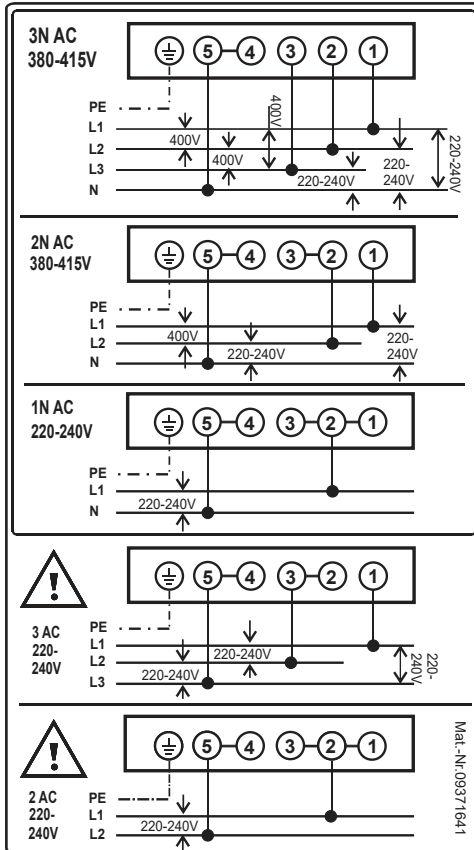 3N AC
380-415V
5 4 3 2 1
PE
L1
400V
400V
L2
400V
220-240V
L3
220-240V
220-
240V
N
2N AC
380-415V
5 4 3 2 1
PE
L1
400V
220-
240V
L2
220-240V
N
1N AC
220-240V
5 4 3 2 1
PE
L1
220-240V
N
!
3 AC
220-
240V
5 4 3 2 1
PE
L1
220-240V
220-
240V
L2
220-240V
L3
!
2 AC
220-
240V
5 4 3 2 1
PE
L1
220-240V
L2
Mat.-Nr.09371641